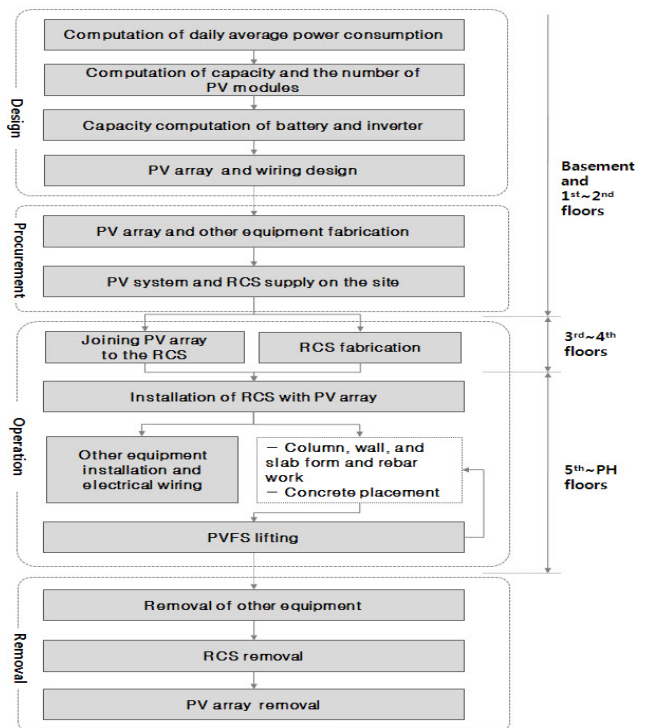 Computation of daily average power consumption
Computation of capacity and the number of
PV modules
Capacity computation of battery and inverter
PV array and wiring design
Design
PV array and other equipment fabrication
PV system and RCS supply on the site
Procurement
Basement
and
1st~2nd
floors
Joining PV array
to the RCS
RCS fabrication
3rd~4th
floors
Installation of RCS with PV array
Other equipment
installation and
electrical wiring
– Column, wall, and
slab form and rebar
work
– Concrete placement
PVFS lifting
Operation
5th~PH
floors
Removal of other equipment
RCS removal
PV array removal
Removal